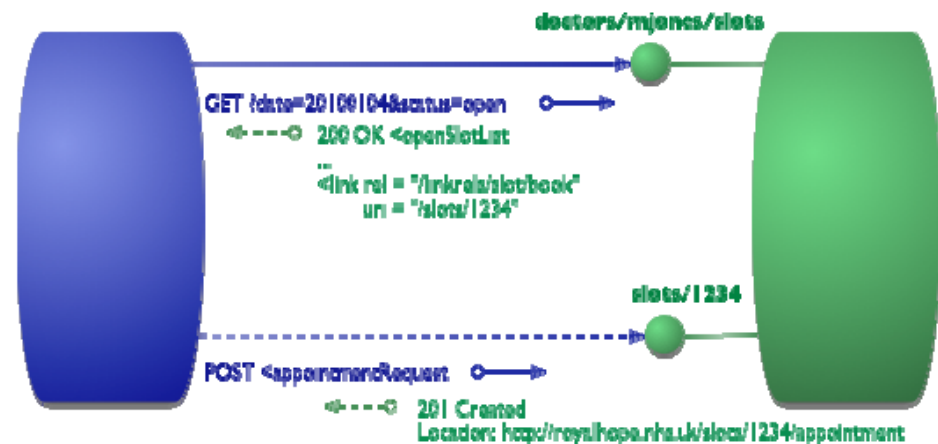 doctors/mjones/slots
GET ?date=20100104&status=open
200 OK <openSlotList
...
<link rel = "/linkrels/slot/book"
uri = "/slots/1234"
slots/1234
POST <appointmentRequest
201 Created
Location: http://royalhope.nhs.uk/slots/1234/appointment